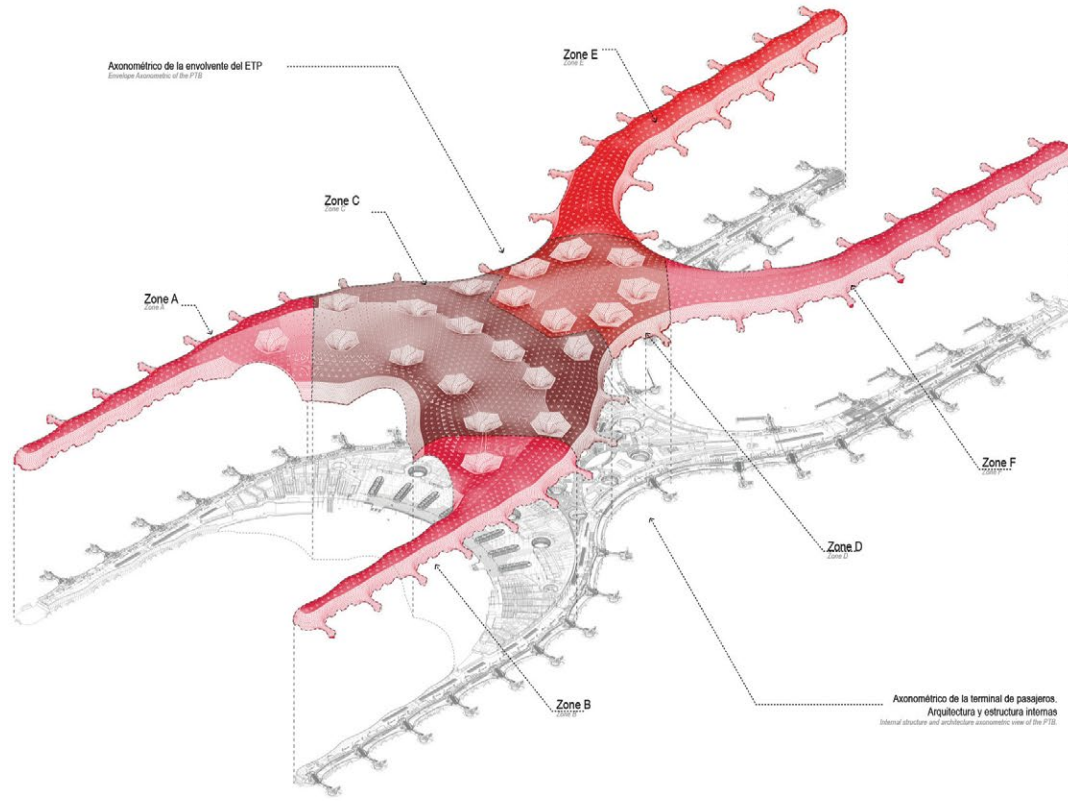 Zone E
Zone E
Axonométrico de la envolvente del ETP
Envelope Axonometric of the PTB
Zone C
Zone C
Zone A
Zone A
Zone F
Zone F
Zone D
Zone D
Zone B
Zone B
Axonométrico de la terminal de pasajeros.
Arquitectura y estructura internas
Internal structure and architecture axonometric view of the PTB.